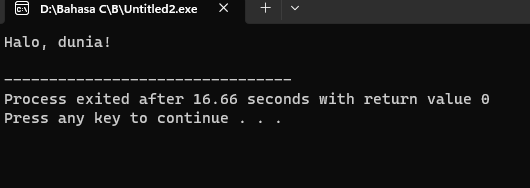 D:\Bahasa C\B\Untitled2.exe
Halo, dunia!
--------------------------------
Process exited after 16.66 seconds with return value 0
Press any key to continue . . .